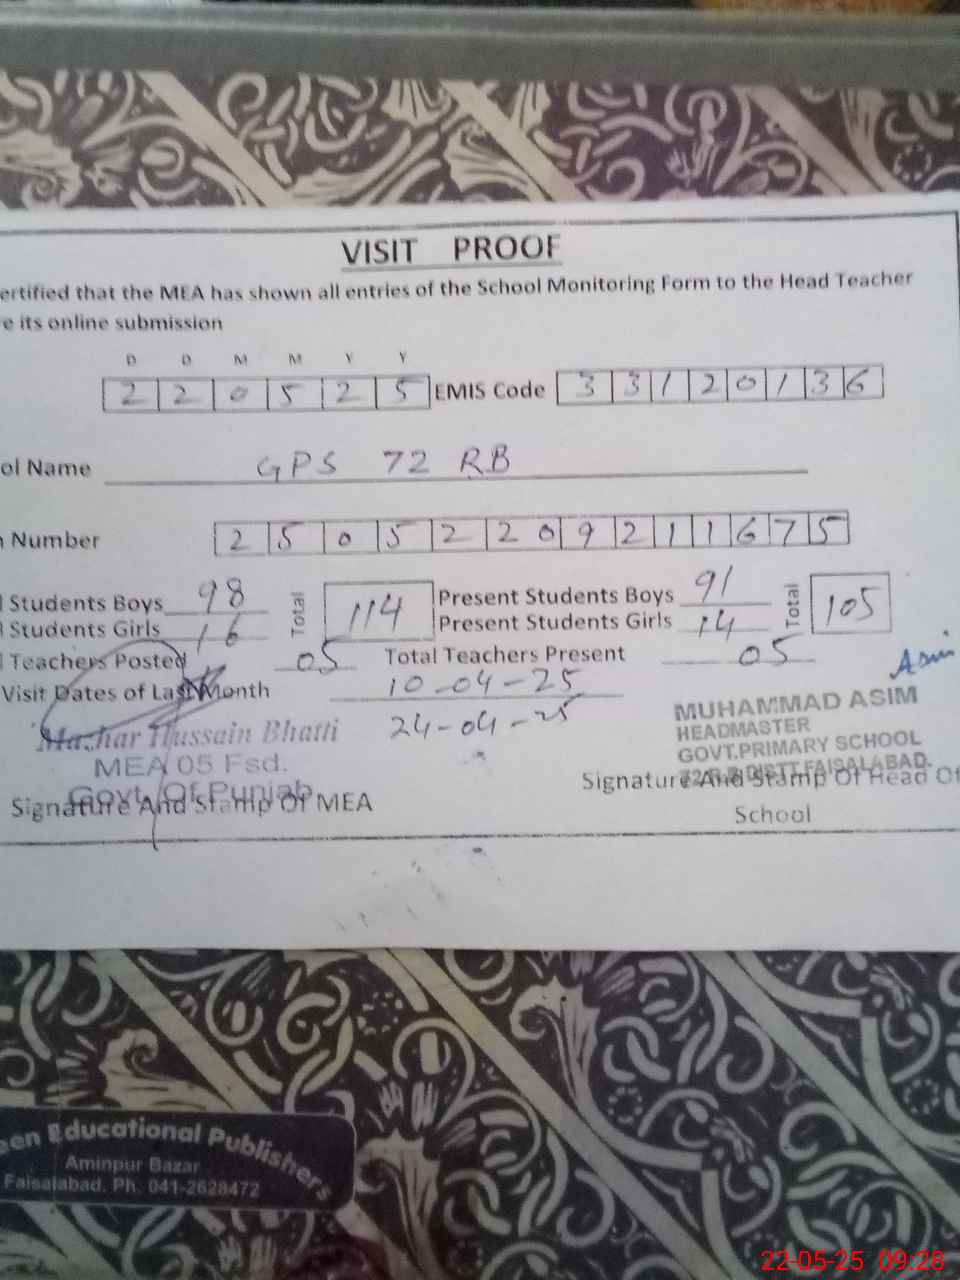 VISIT PROOF
ertified that the MEA has shown all entries of the School Monitoring Form to the Head Teacher
e its online submission
D D M M Y Y
2 2 0 5 2 5 EMIS Code 3 3 1 2 0 1 3 6
ol Name GPS 72 RB
Number 2 5 0 5 2 2 0 9 2 1 1 6 7 5
Students Boys 98 Total 114 Present Students Boys 91 Total 105
Students Girls 16 Present Students Girls 14
Teachers Posted 05 Total Teachers Present 05
Asim
Visit Dates of Last Month 10-04-25
24-04-25
Mazhar Hussain Bhatti
MEA 05 Fsd.
Govt. Of Punjab
Signature And Stamp Of MEA
MUHAMMAD ASIM
HEADMASTER
GOVT.PRIMARY SCHOOL
DISTT.FAISALABAD.
Signature And Stamp Of Head Of
School
een Educational Publishers
Aminpur Bazar
Faisalabad. Ph. 041-2628472
22-05-25 09:28